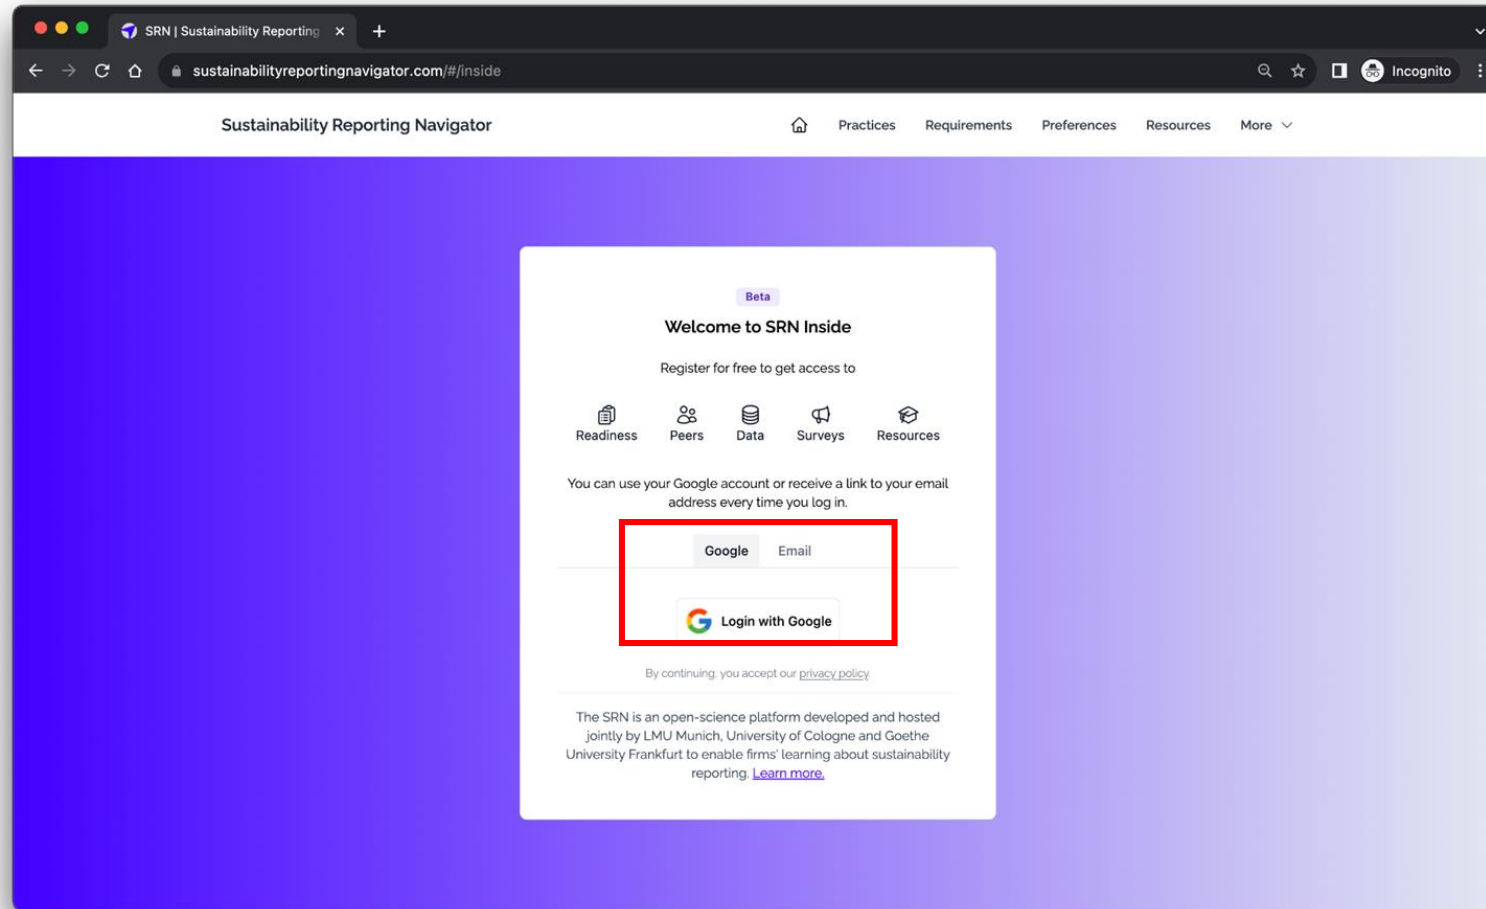 SRN | Sustainability Reporting
sustainabilityreportingnavigator.com/#/inside
Incognito
Sustainability Reporting Navigator
Practices Requirements Preferences Resources More
Beta
Welcome to SRN Inside
Register for free to get access to
Readiness Peers Data Surveys Resources
You can use your Google account or receive a link to your email
address every time you log in.
Google Email
Login with Google
By continuing, you accept our privacy policy.
The SRN is an open-science platform developed and hosted
jointly by LMU Munich, University of Cologne and Goethe
University Frankfurt to enable firms' learning about sustainability
reporting. Learn more.